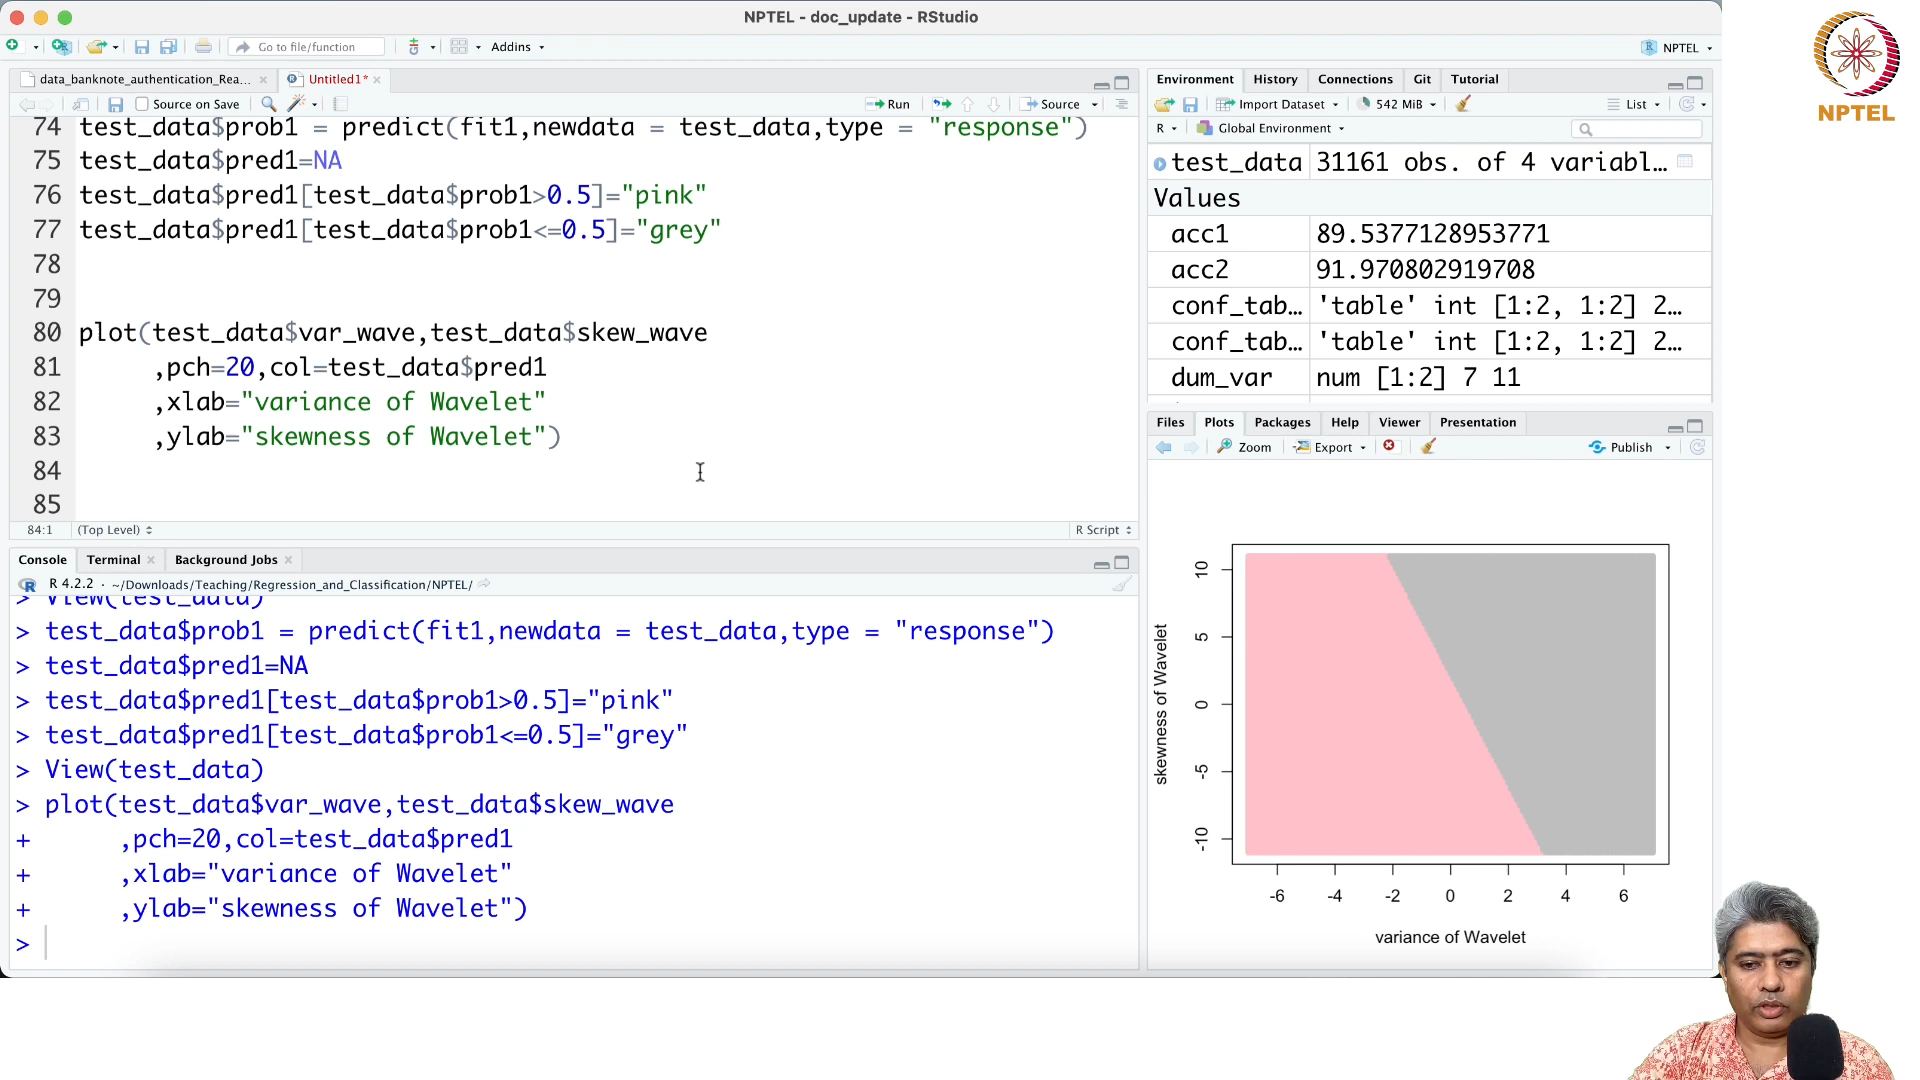 NPTEL - doc_update - RStudio
Go to file/function
Addins
NPTEL
data_banknote_authentication_Rea...
Untitled1*
Source on Save
Run
Source
74 test_data$prob1 = predict(fit1,newdata = test_data,type = "response")
75 test_data$pred1=NA
76 test_data$pred1[test_data$prob1>0.5]="pink"
77 test_data$pred1[test_data$prob1<=0.5]="grey"
78
79
80 plot(test_data$var_wave,test_data$skew_wave
81 ,pch=20,col=test_data$pred1
82 ,xlab="variance of Wavelet"
83 ,ylab="skewness of Wavelet")
84
85
84:1 (Top Level) R Script
Console Terminal Background Jobs
R 4.2.2 · ~/Downloads/Teaching/Regression_and_Classification/NPTEL/
> View(test_data)
> test_data$prob1 = predict(fit1,newdata = test_data,type = "response")
> test_data$pred1=NA
> test_data$pred1[test_data$prob1>0.5]="pink"
> test_data$pred1[test_data$prob1<=0.5]="grey"
> View(test_data)
> plot(test_data$var_wave,test_data$skew_wave
+ ,pch=20,col=test_data$pred1
+ ,xlab="variance of Wavelet"
+ ,ylab="skewness of Wavelet")
>
Environment History Connections Git Tutorial
Import Dataset 542 MiB List
R Global Environment
test_data 31161 obs. of 4 variabl...
Values
acc1 89.5377128953771
acc2 91.970802919708
conf_tab... 'table' int [1:2, 1:2] 2...
conf_tab... 'table' int [1:2, 1:2] 2...
dum_var num [1:2] 7 11
Files Plots Packages Help Viewer Presentation
Zoom Export Publish
skewness of Wavelet
10
5
0
-5
-10
-6 -4 -2 0 2 4 6
variance of Wavelet
NPTEL